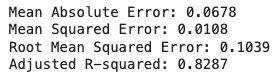 Mean Absolute Error: 0.0678
Mean Squared Error: 0.0108
Root Mean Squared Error: 0.1039
Adjusted R-squared: 0.8287